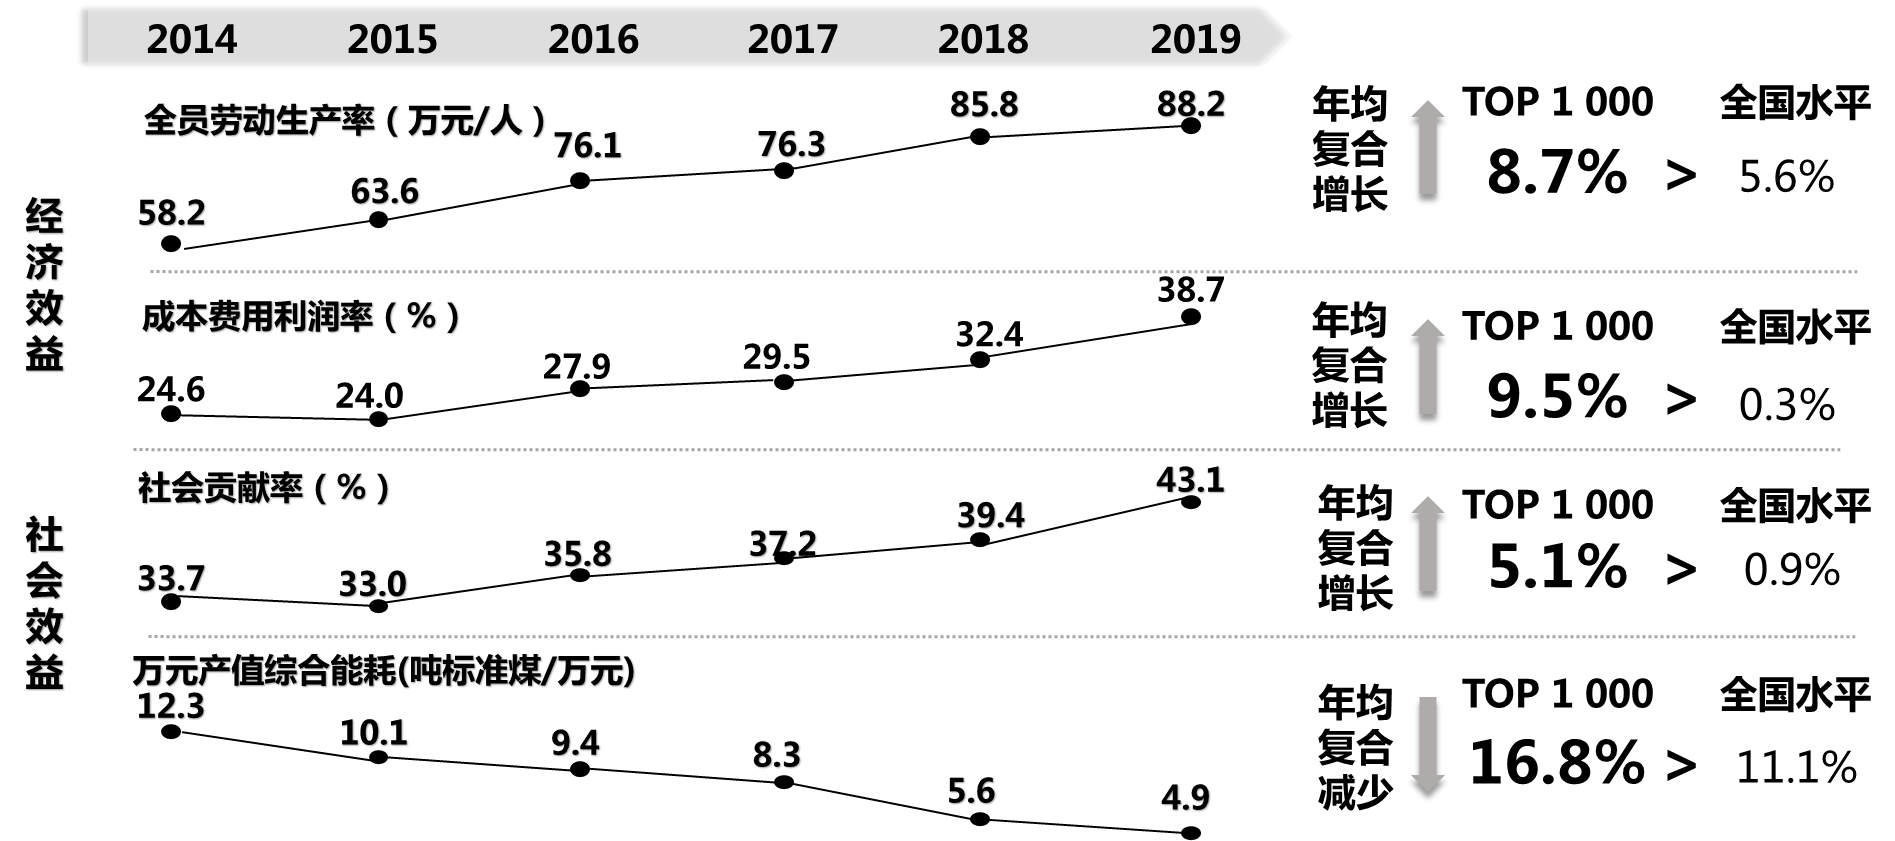 2014 2015 2016 2017 2018 2019
经济效益
全员劳动生产率（万元/人）
58.2 63.6 76.1 76.3 85.8 88.2
年均
复合
增长
TOP 1 000 全国水平
8.7% > 5.6%
成本费用利润率（%）
24.6 24.0 27.9 29.5 32.4 38.7
年均
复合
增长
TOP 1 000 全国水平
9.5% > 0.3%
社会效益
社会贡献率（%）
33.7 33.0 35.8 37.2 39.4 43.1
年均
复合
增长
TOP 1 000 全国水平
5.1% > 0.9%
万元产值综合能耗(吨标准煤/万元)
12.3 10.1 9.4 8.3 5.6 4.9
年均
复合
减少
TOP 1 000 全国水平
16.8% > 11.1%